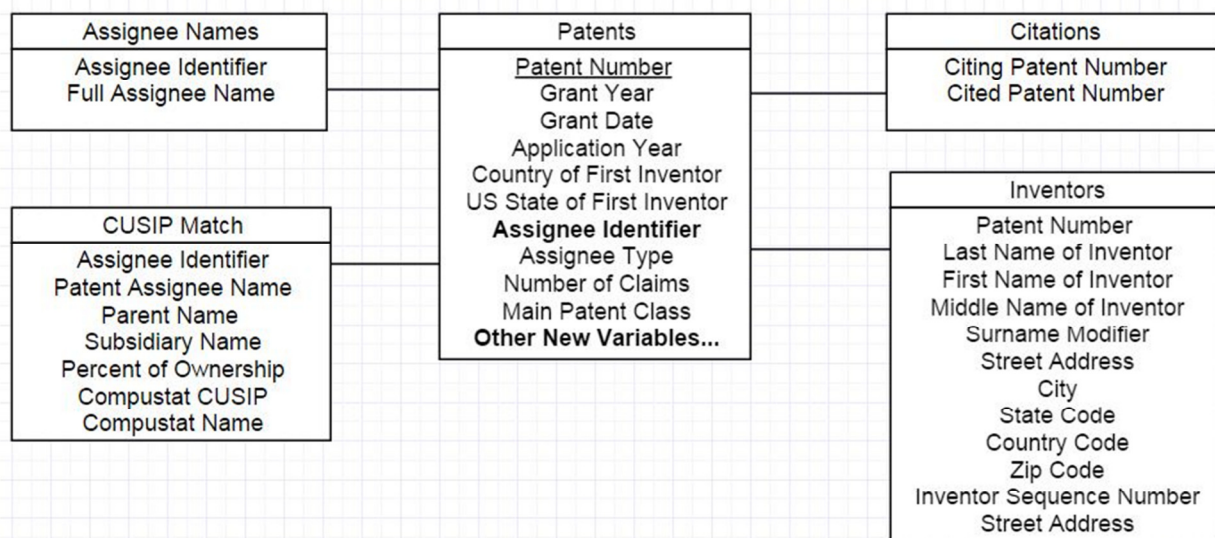 Assignee Names
Assignee Identifier
Full Assignee Name
CUSIP Match
Assignee Identifier
Patent Assignee Name
Parent Name
Subsidiary Name
Percent of Ownership
Compustat CUSIP
Compustat Name
Patents
Patent Number
Grant Year
Grant Date
Application Year
Country of First Inventor
US State of First Inventor
Assignee Identifier
Assignee Type
Number of Claims
Main Patent Class
Other New Variables...
Citations
Citing Patent Number
Cited Patent Number
Inventors
Patent Number
Last Name of Inventor
First Name of Inventor
Middle Name of Inventor
Surname Modifier
Street Address
City
State Code
Country Code
Zip Code
Inventor Sequence Number
Street Address